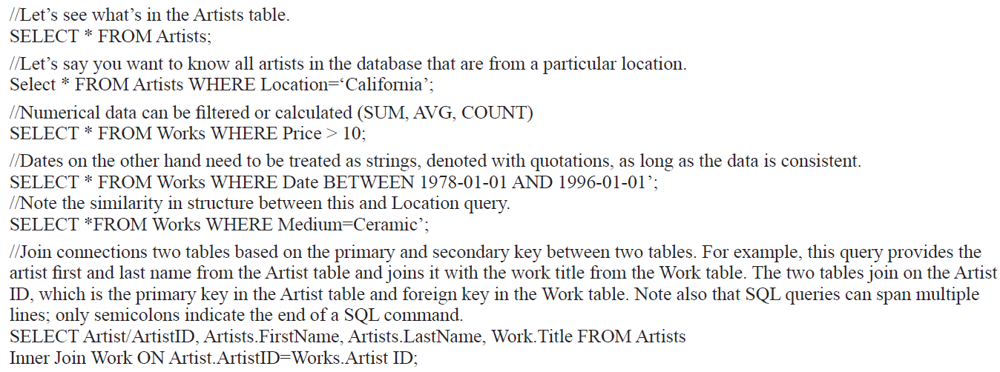 //Let’s see what’s in the Artists table.
SELECT * FROM Artists;
//Let’s say you want to know all artists in the database that are from a particular location.
Select * FROM Artists WHERE Location=‘California’;
//Numerical data can be filtered or calculated (SUM, AVG, COUNT)
SELECT * FROM Works WHERE Price > 10;
//Dates on the other hand need to be treated as strings, denoted with quotations, as long as the data is consistent.
SELECT * FROM Works WHERE Date BETWEEN 1978-01-01 AND 1996-01-01’;
//Note the similarity in structure between this and Location query.
SELECT *FROM Works WHERE Medium=Ceramic’;
//Join connections two tables based on the primary and secondary key between two tables. For example, this query provides the
artist first and last name from the Artist table and joins it with the work title from the Work table. The two tables join on the Artist
ID, which is the primary key in the Artist table and foreign key in the Work table. Note also that SQL queries can span multiple
lines; only semicolons indicate the end of a SQL command.
SELECT Artist/ArtistID, Artists.FirstName, Artists.LastName, Work.Title FROM Artists
Inner Join Work ON Artist.ArtistID=Works.Artist ID;